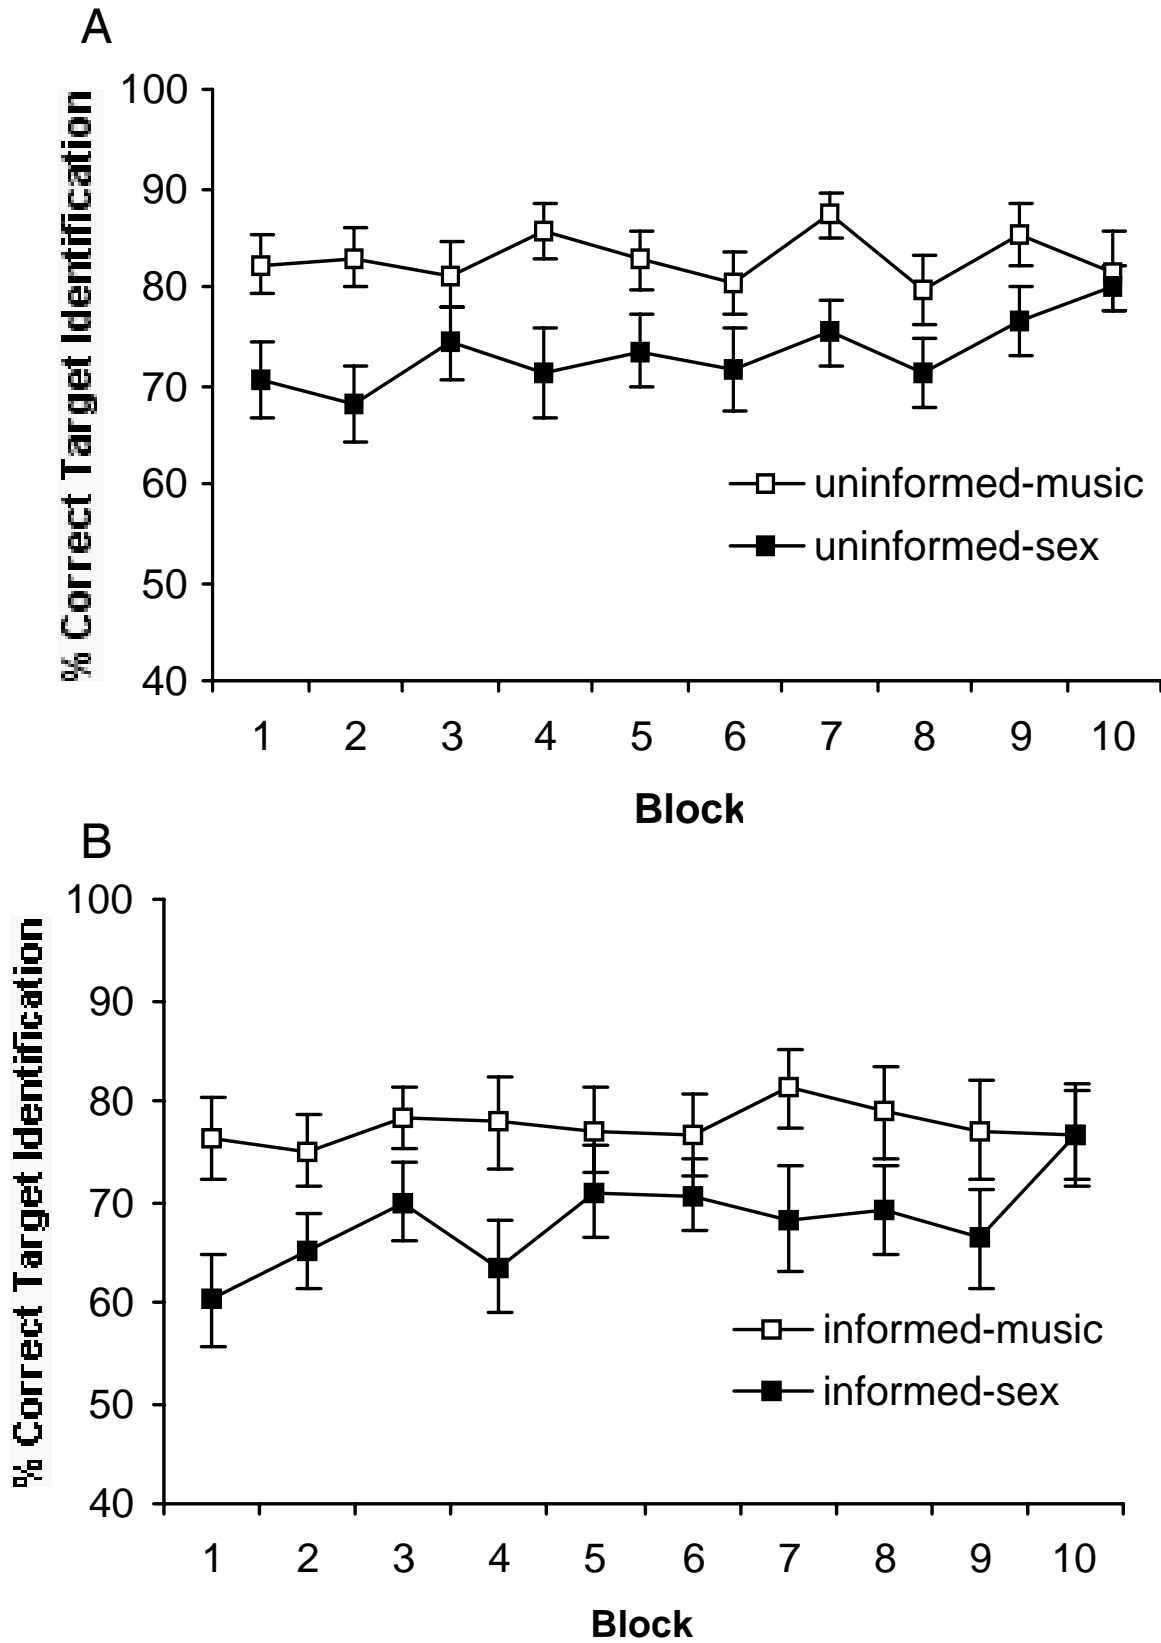 A
% Correct Target Identification
100
90
80
70
60
50
40
uninformed-music
uninformed-sex
1 2 3 4 5 6 7 8 9 10
Block
B
% Correct Target Identification
100
90
80
70
60
50
40
informed-music
informed-sex
1 2 3 4 5 6 7 8 9 10
Block